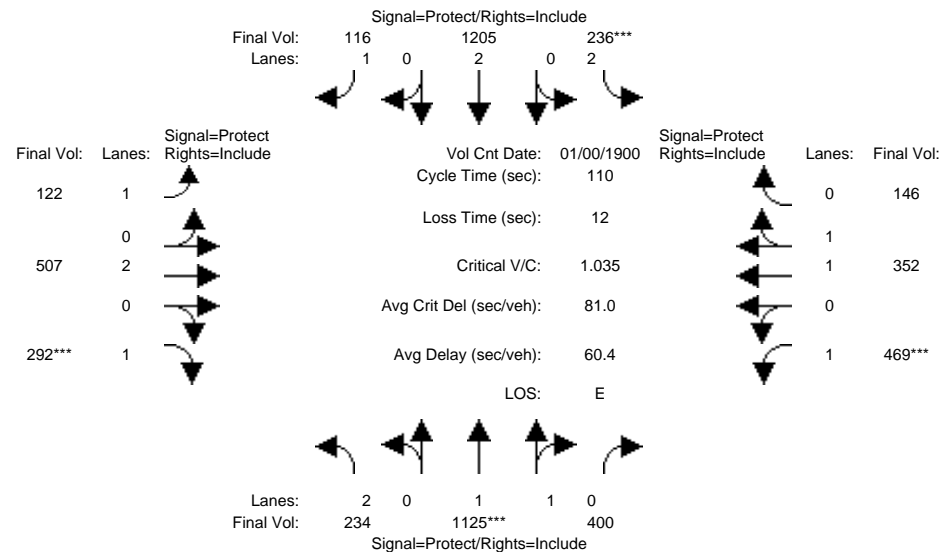 Signal=Protect/Rights=Include
Final Vol: 116 1205 236***
Lanes: 1 0 2 0 2
Signal=Protect
Final Vol: Lanes: Rights=Include
Vol Cnt Date: 01/00/1900
Signal=Protect
Rights=Include Lanes: Final Vol:
Cycle Time (sec): 110
122 1
0 146
Loss Time (sec): 12
0
1
507 2
Critical V/C: 1.035
1 352
0
Avg Crit Del (sec/veh): 81.0
0
292*** 1
Avg Delay (sec/veh): 60.4
1 469***
LOS: E
Lanes: 2 0 1 1 0
Final Vol: 234 1125*** 400
Signal=Protect/Rights=Include